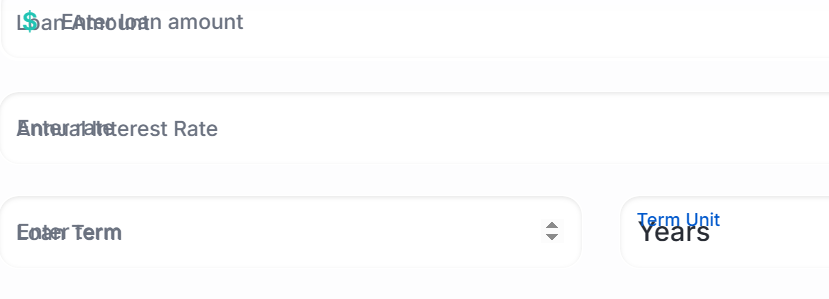 Loan Amount
$ Enter loan amount
Enter rate
Annual Interest Rate
Enter term
Loan Term
Term Unit
Years